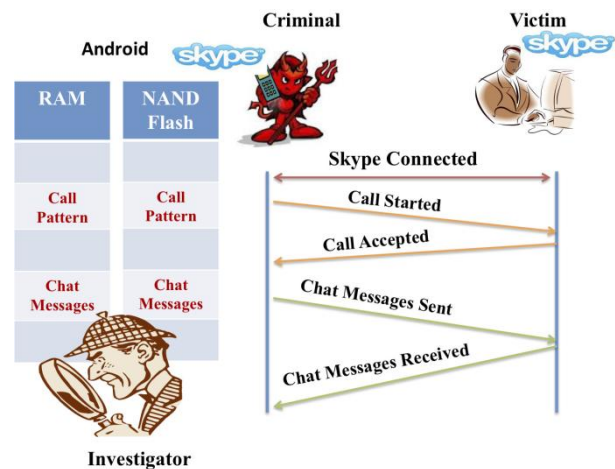 Criminal
Victim
Android
skype
skype
RAM
NAND
Flash
Call
Pattern
Call
Pattern
Chat
Messages
Chat
Messages
Skype Connected
Call Started
Call Accepted
Chat Messages Sent
Chat Messages Received
Investigator